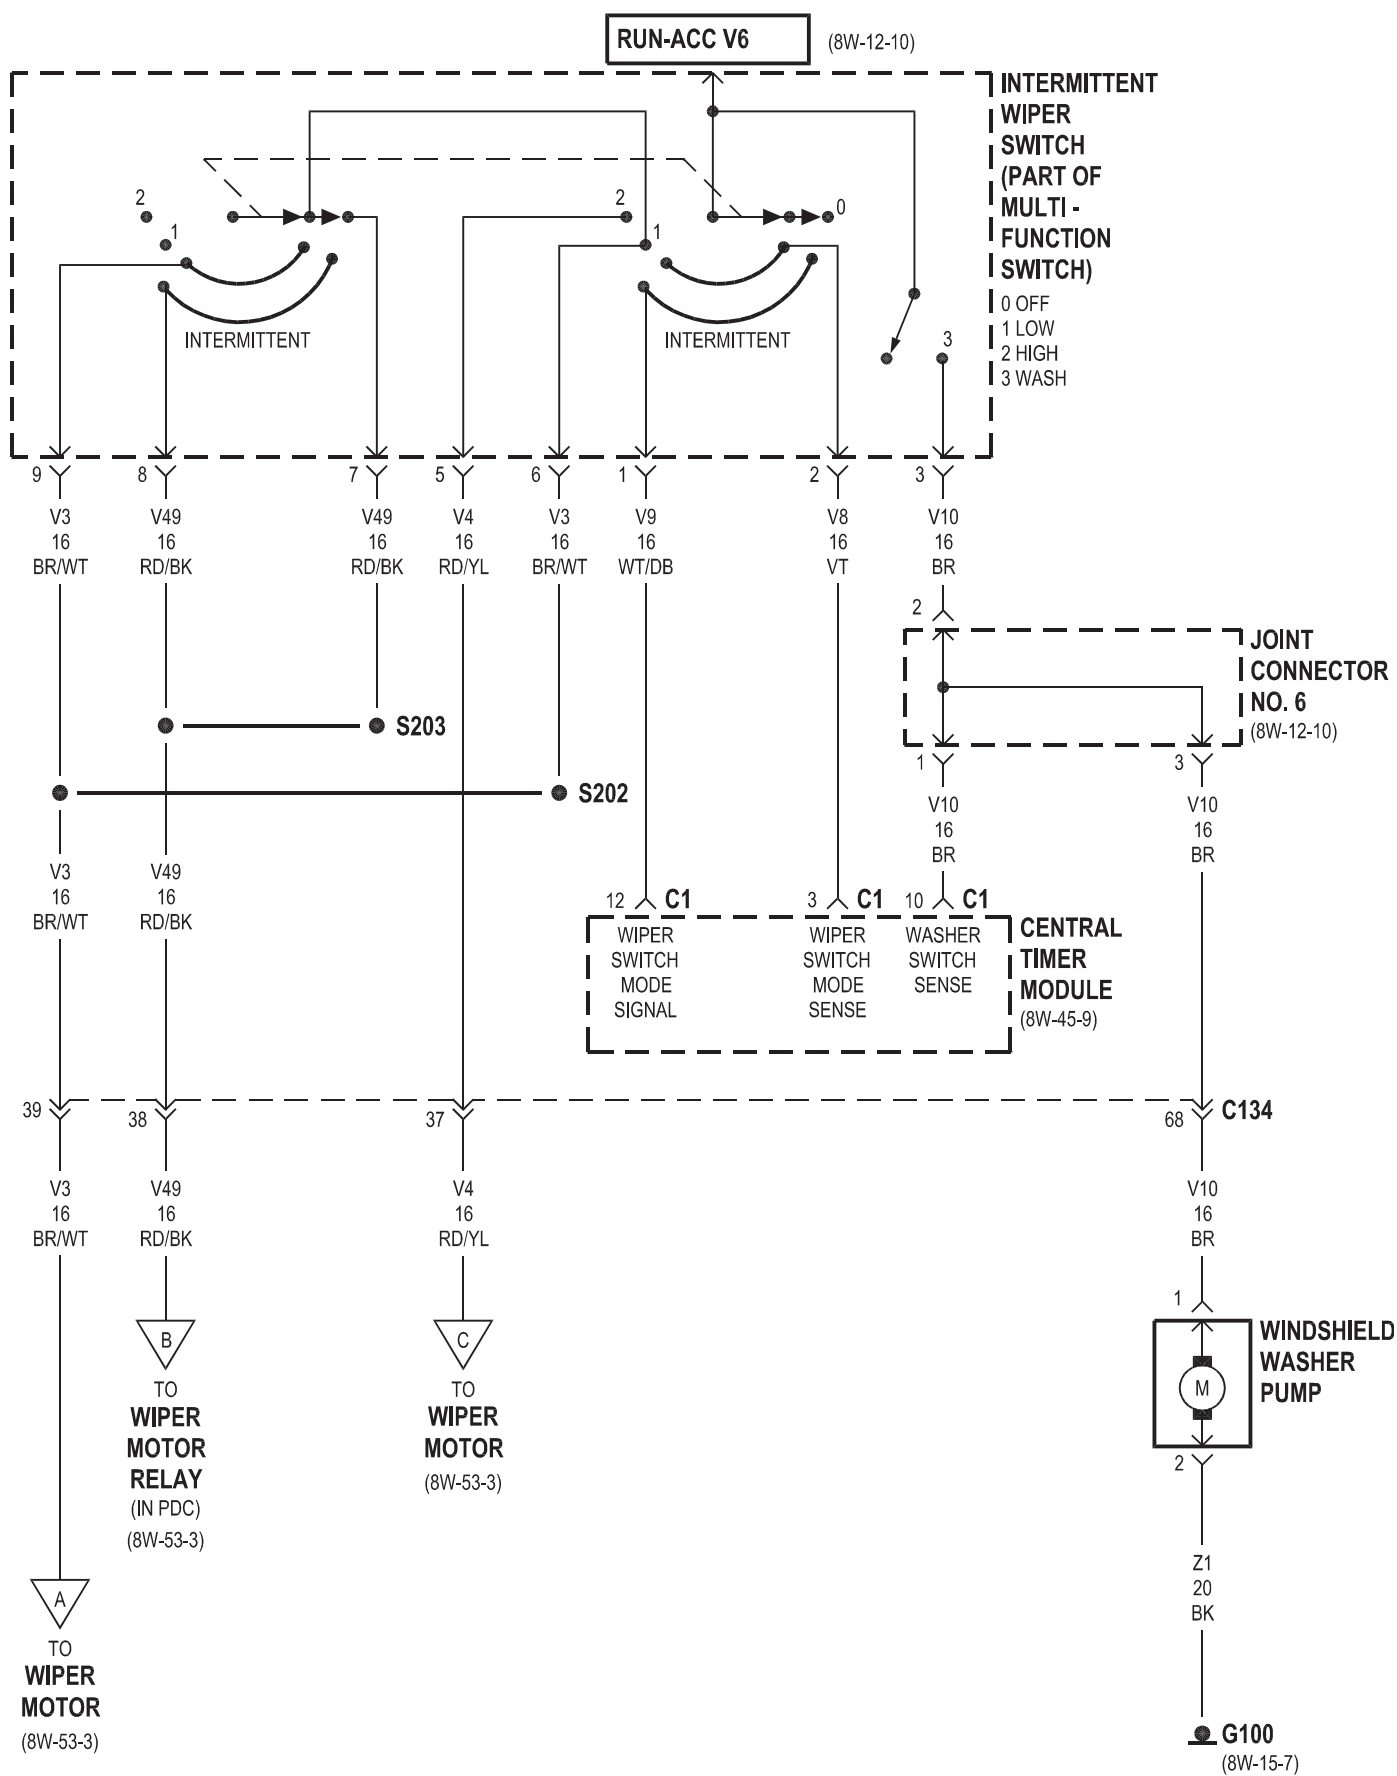 RUN-ACC V6
(8W-12-10)
INTERMITTENT
WIPER
SWITCH
(PART OF
MULTI -
FUNCTION
SWITCH)
0 OFF
1 LOW
2 HIGH
3 WASH
2
1
2
1
0
INTERMITTENT
INTERMITTENT
3
9
8
7
5
6
1
2
3
V3
16
BR/WT
V49
16
RD/BK
V49
16
RD/BK
V4
16
RD/YL
V3
16
BR/WT
V9
16
WT/DB
V8
16
VT
V10
16
BR
2
JOINT
CONNECTOR
NO. 6
(8W-12-10)
S203
S202
1
3
V10
16
BR
V10
16
BR
V3
16
BR/WT
V49
16
RD/BK
12
C1
3
C1
10
C1
WIPER
SWITCH
MODE
SIGNAL
WIPER
SWITCH
MODE
SENSE
WASHER
SWITCH
SENSE
CENTRAL
TIMER
MODULE
(8W-45-9)
39
38
37
68
C134
V3
16
BR/WT
V49
16
RD/BK
V4
16
RD/YL
V10
16
BR
1
B
TO
WIPER
MOTOR
RELAY
(IN PDC)
(8W-53-3)
C
TO
WIPER
MOTOR
(8W-53-3)
M
WINDSHIELD
WASHER
PUMP
2
Z1
20
BK
A
TO
WIPER
MOTOR
(8W-53-3)
G100
(8W-15-7)